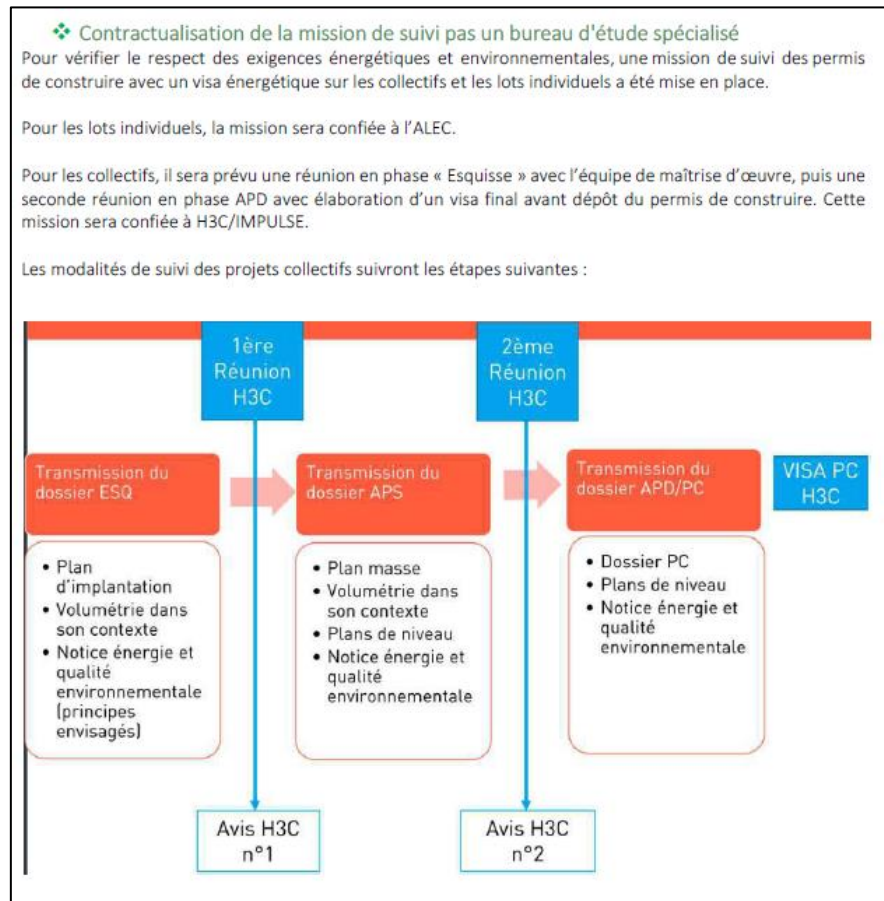 ❖ Contractualisation de la mission de suivi pas un bureau d'étude spécialisé
Pour vérifier le respect des exigences énergétiques et environnementales, une mission de suivi des permis
de construire avec un visa énergétique sur les collectifs et les lots individuels a été mise en place.
Pour les lots individuels, la mission sera confiée à l'ALEC.
Pour les collectifs, il sera prévu une réunion en phase « Esquisse » avec l'équipe de maîtrise d'œuvre, puis une
seconde réunion en phase APD avec élaboration d'un visa final avant dépôt du permis de construire. Cette
mission sera confiée à H3C/IMPULSE.
Les modalités de suivi des projets collectifs suivront les étapes suivantes :
1ère
Réunion
H3C
2ème
Réunion
H3C
Transmission du
dossier ESQ
Transmission du
dossier APS
Transmission du
dossier APD/PC
VISA PC
H3C
• Plan
d'implantation
• Volumétrie dans
son contexte
• Notice énergie et
qualité
environnementale
(principes
envisagés)
• Plan masse
• Volumétrie dans
son contexte
• Plans de niveau
• Notice énergie et
qualité
environnementale
• Dossier PC
• Plans de niveau
• Notice énergie et
qualité
environnementale
Avis H3C
n°1
Avis H3C
n°2